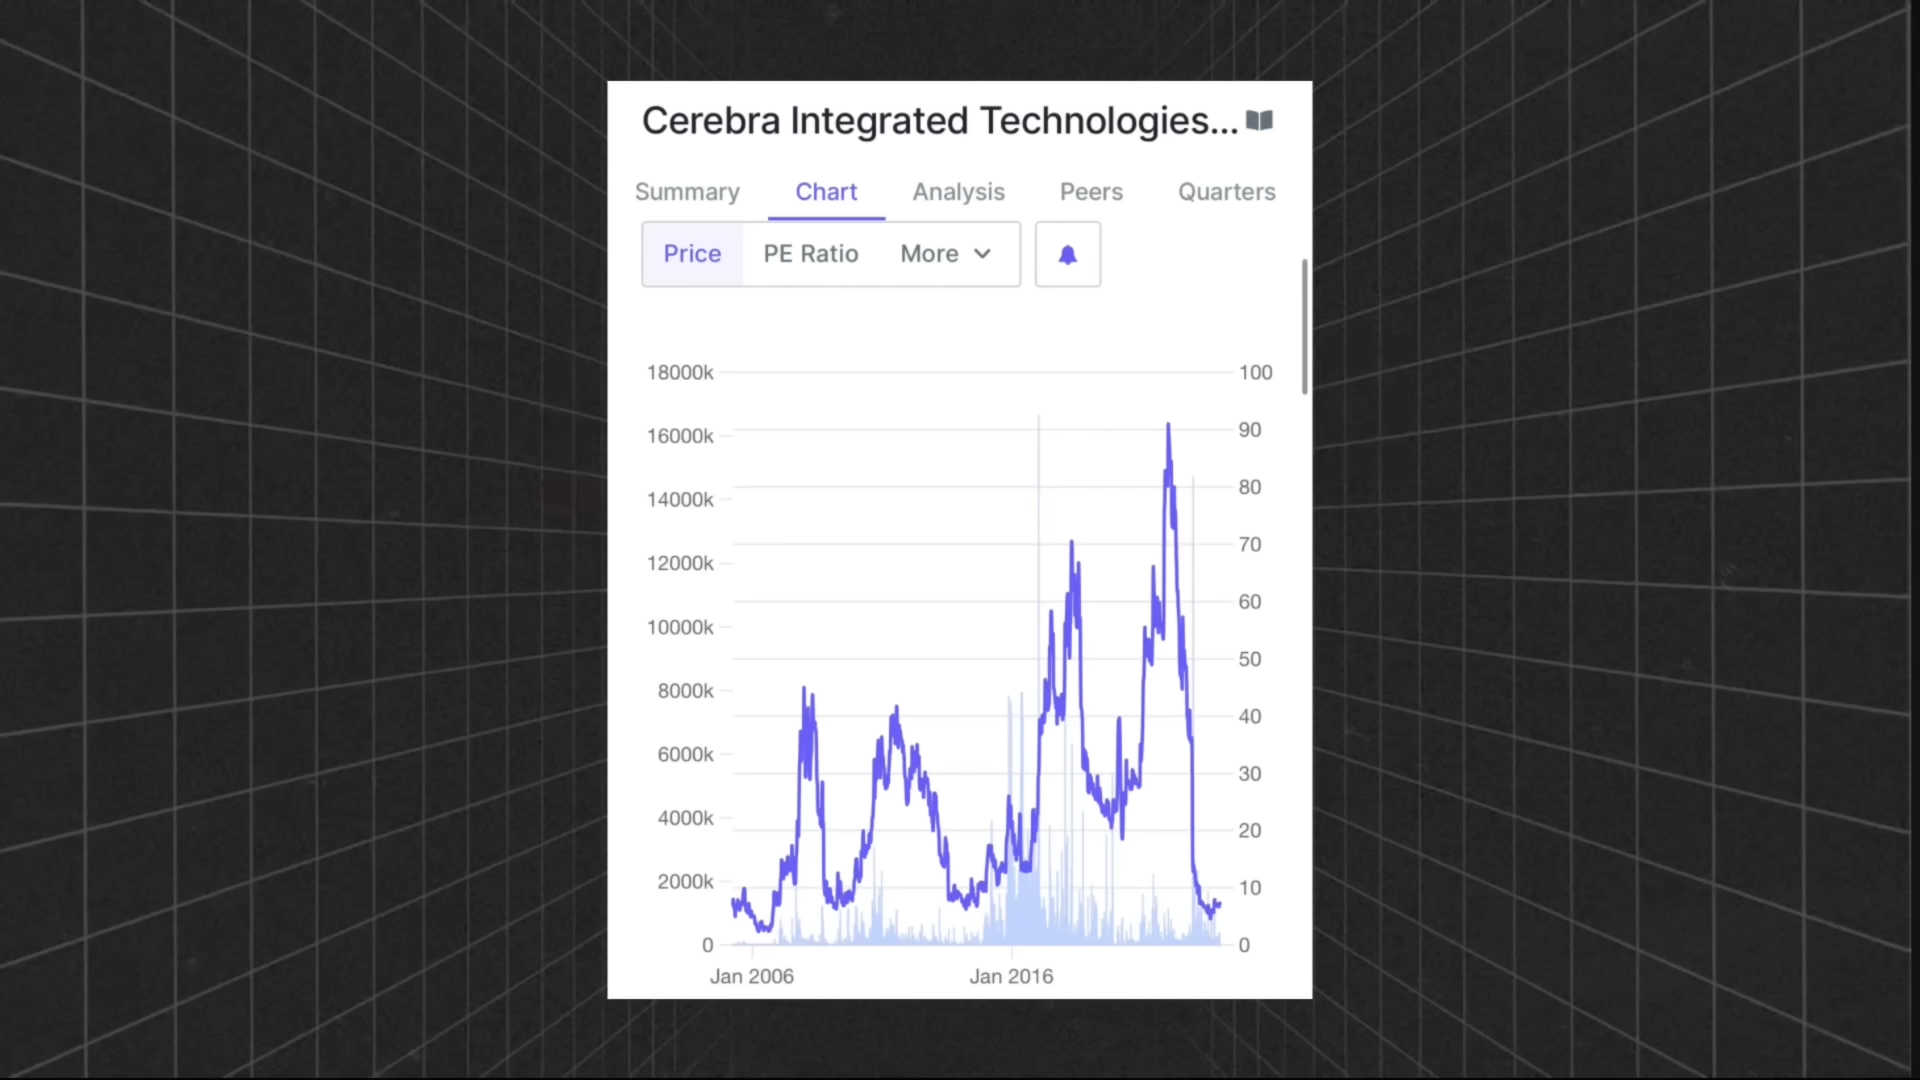 Cerebra Integrated Technologies...
Summary Chart Analysis Peers Quarters
Price PE Ratio More
18000k 100
16000k 90
14000k 80
12000k 70
10000k 60
8000k 50
6000k 40
4000k 30
2000k 20
0 10
0
Jan 2006 Jan 2016